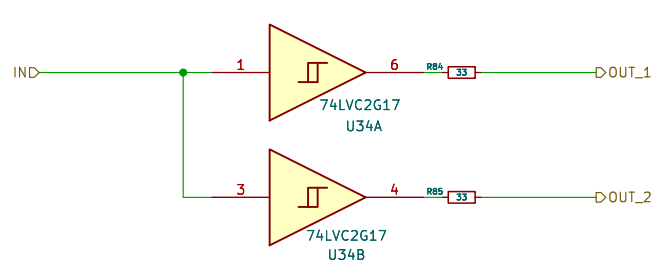 IN
1
6
R84
33
OUT_1
74LVC2G17
U34A
3
4
R85
33
OUT_2
74LVC2G17
U34B